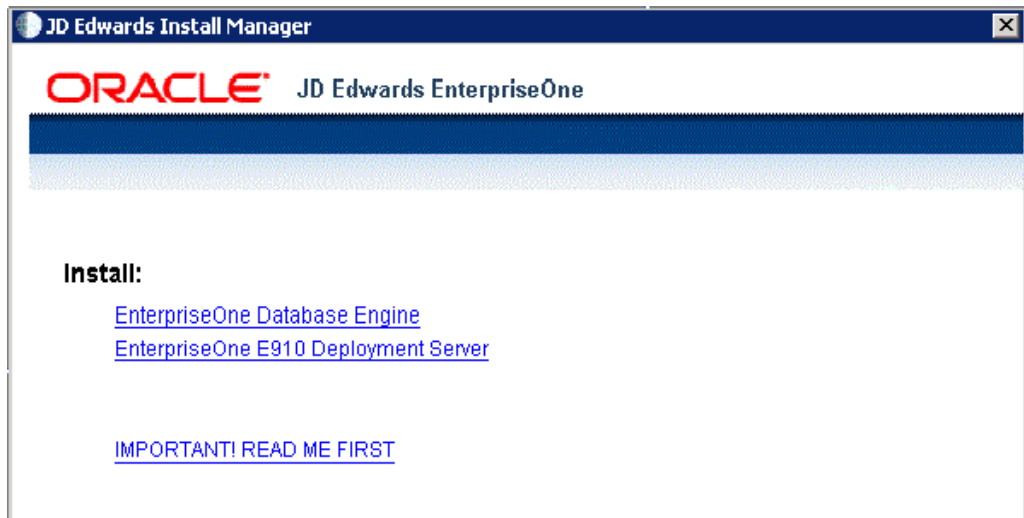 JD Edwards Install Manager
ORACLE® JD Edwards EnterpriseOne
Install:
EnterpriseOne Database Engine
EnterpriseOne E910 Deployment Server
IMPORTANT! READ ME FIRST